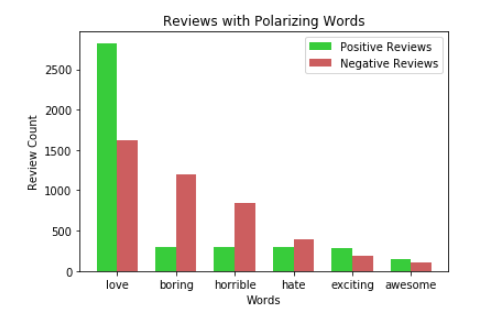 Reviews with Polarizing Words
Positive Reviews
Negative Reviews
Review Count
2500
2000
1500
1000
500
0
love boring horrible hate exciting awesome
Words